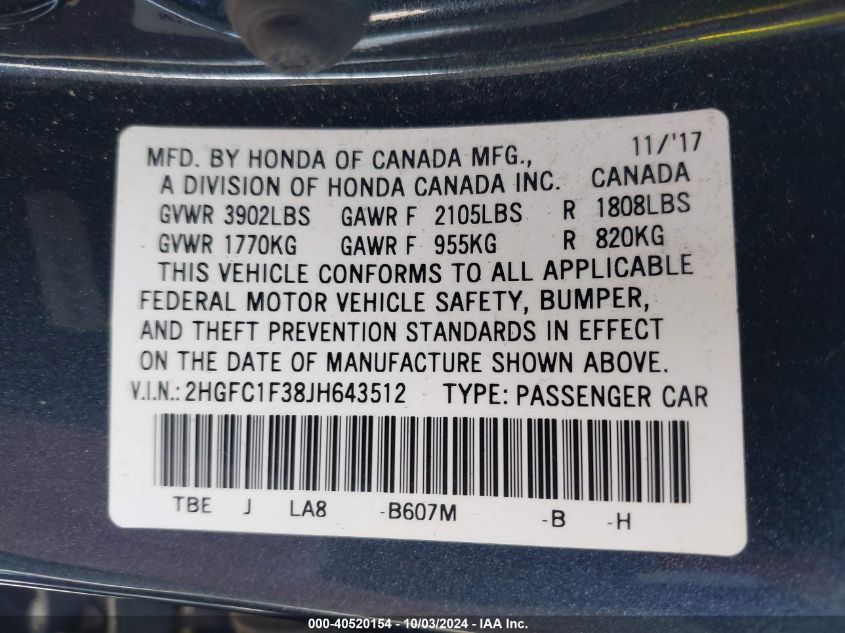 11/'17
MFD. BY HONDA OF CANADA MFG.,
A DIVISION OF HONDA CANADA INC. CANADA
GVWR 3902LBS GAWR F 2105LBS R 1808LBS
GVWR 1770KG GAWR F 955KG R 820KG
THIS VEHICLE CONFORMS TO ALL APPLICABLE
FEDERAL MOTOR VEHICLE SAFETY, BUMPER,
AND THEFT PREVENTION STANDARDS IN EFFECT
ON THE DATE OF MANUFACTURE SHOWN ABOVE.
V.I.N.: 2HGFC1F38JH643512 TYPE: PASSENGER CAR
TBE J LA8 -B607M -B -H
000-40520154 - 10/03/2024 - IAA Inc.